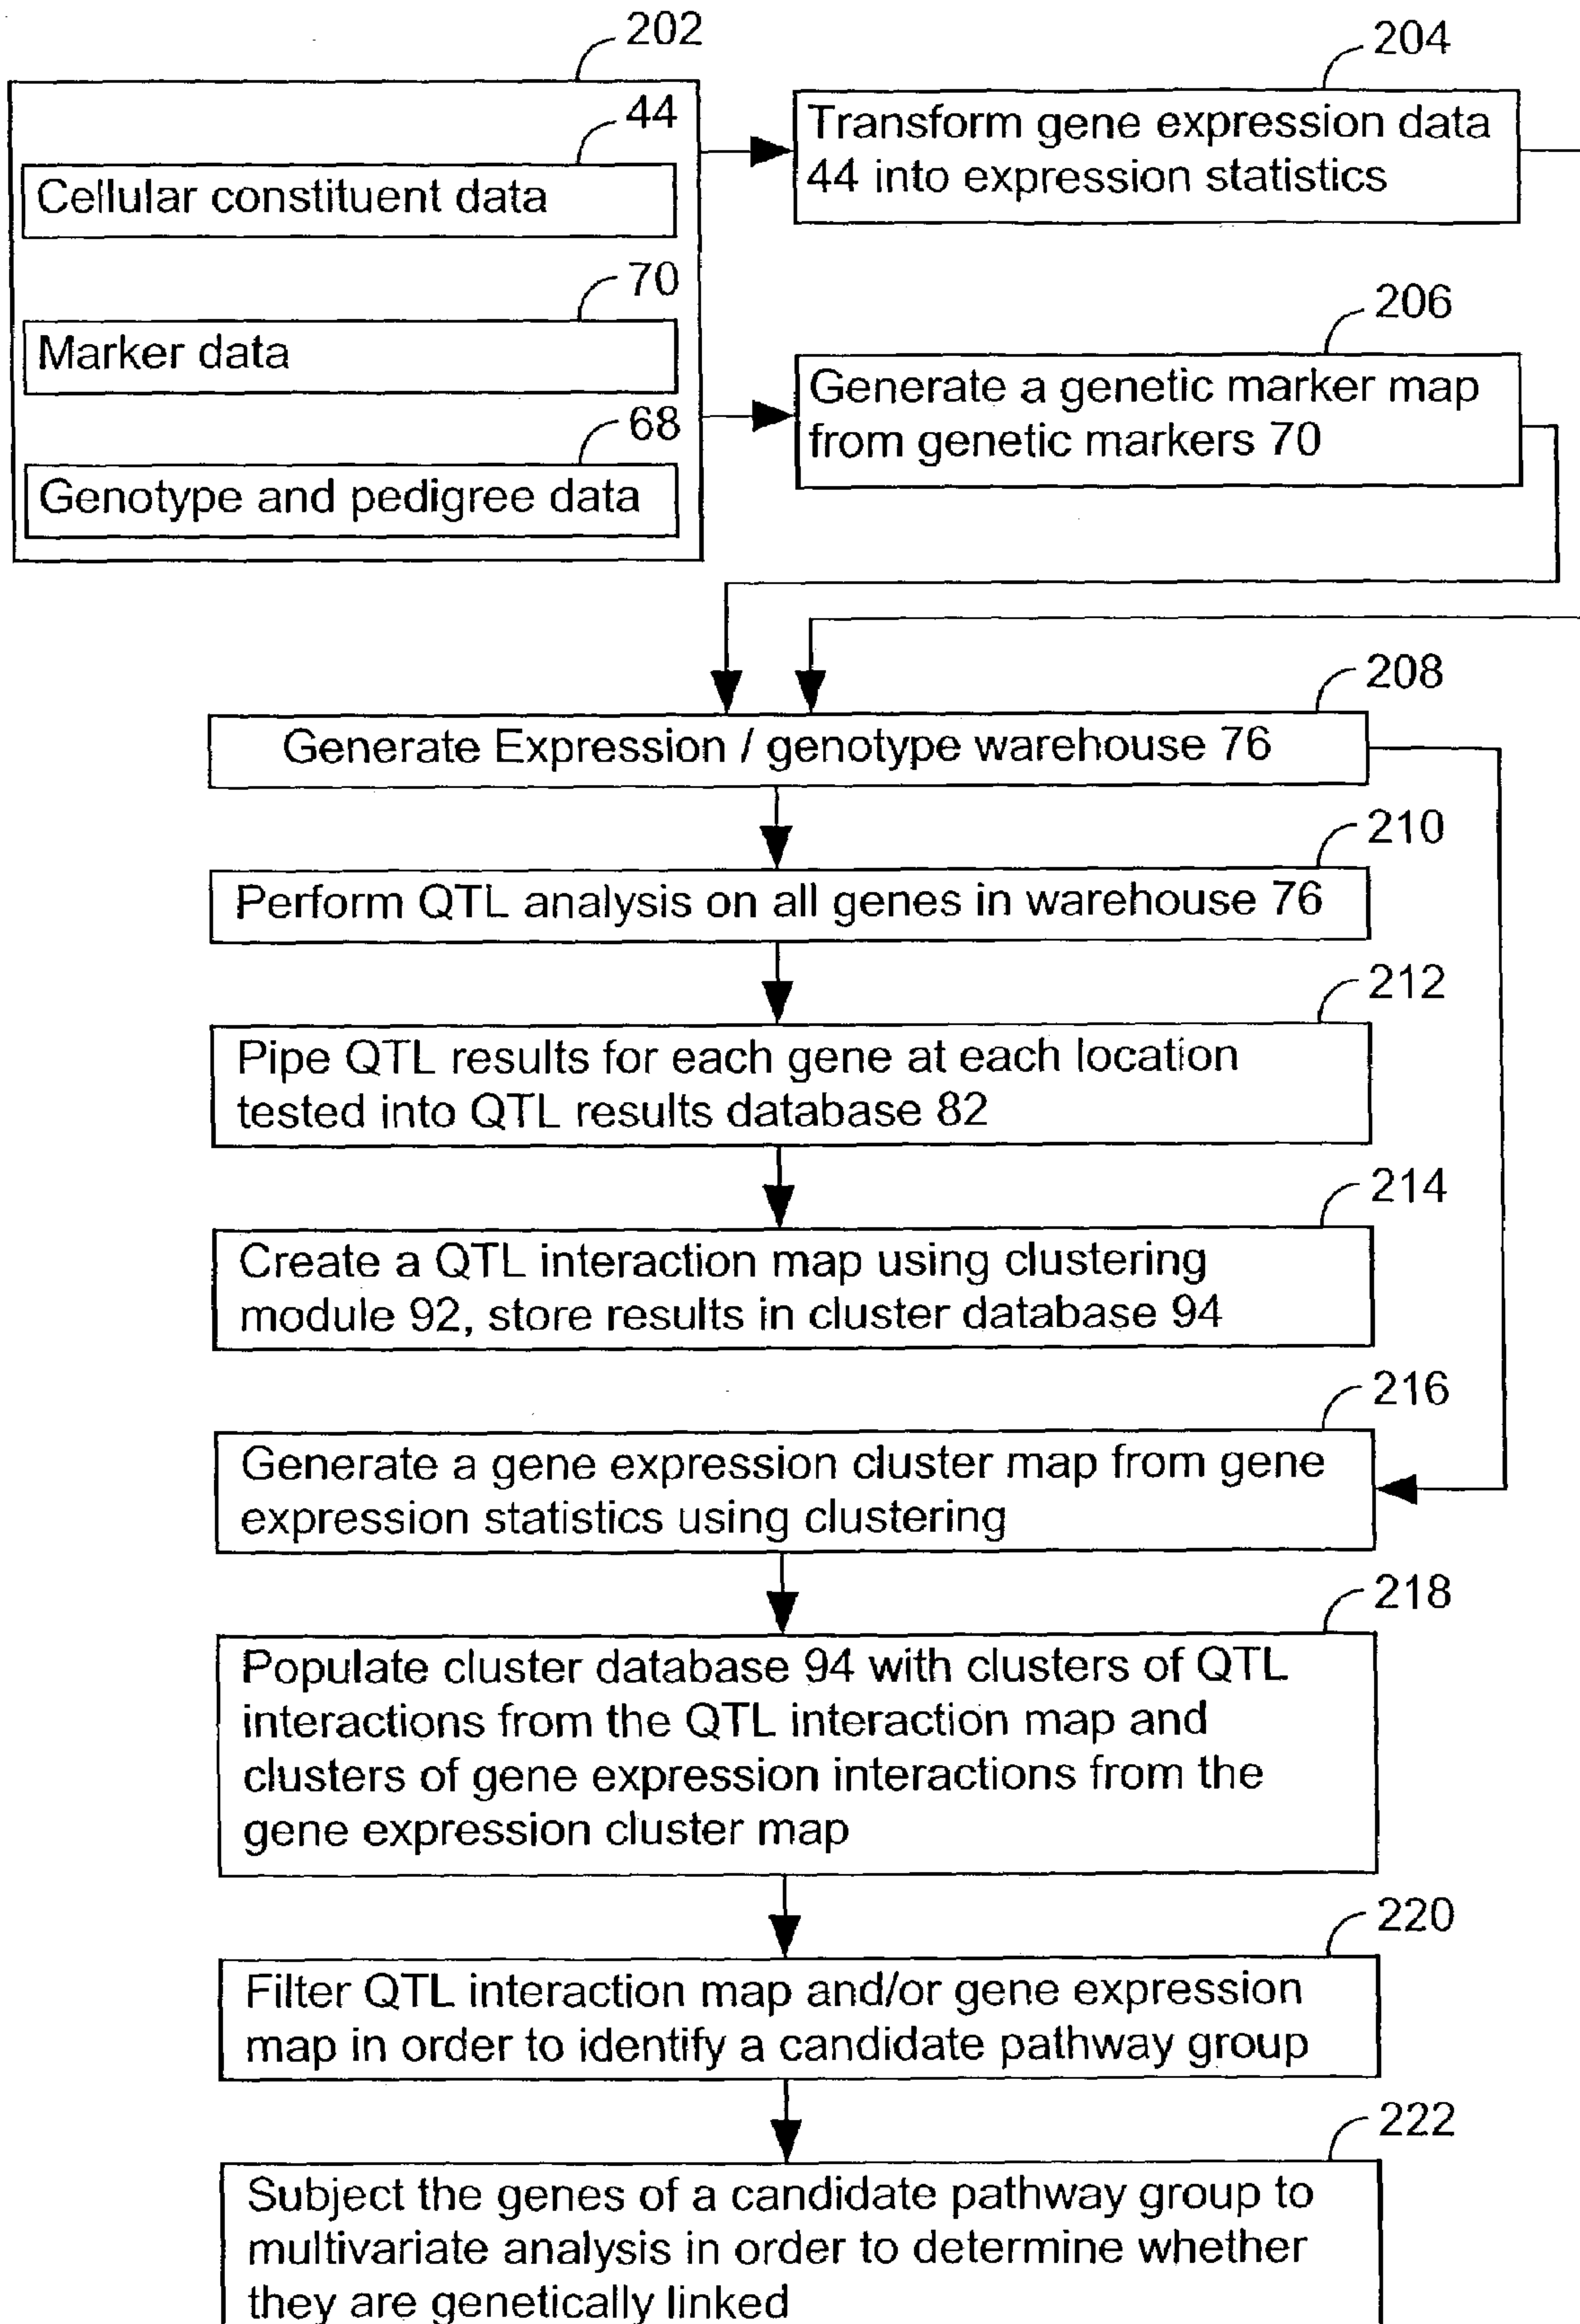 202
44
Cellular constituent data
70
Marker data
68
Genotype and pedigree data
204
Transform gene expression data
44 into expression statistics
206
Generate a genetic marker map
from genetic markers 70
208
Generate Expression / genotype warehouse 76
210
Perform QTL analysis on all genes in warehouse 76
212
Pipe QTL results for each gene at each location
tested into QTL results database 82
214
Create a QTL interaction map using clustering
module 92, store results in cluster database 94
216
Generate a gene expression cluster map from gene
expression statistics using clustering
218
Populate cluster database 94 with clusters of QTL
interactions from the QTL interaction map and
clusters of gene expression interactions from the
gene expression cluster map
220
Filter QTL interaction map and/or gene expression
map in order to identify a candidate pathway group
222
Subject the genes of a candidate pathway group to
multivariate analysis in order to determine whether
they are genetically linked